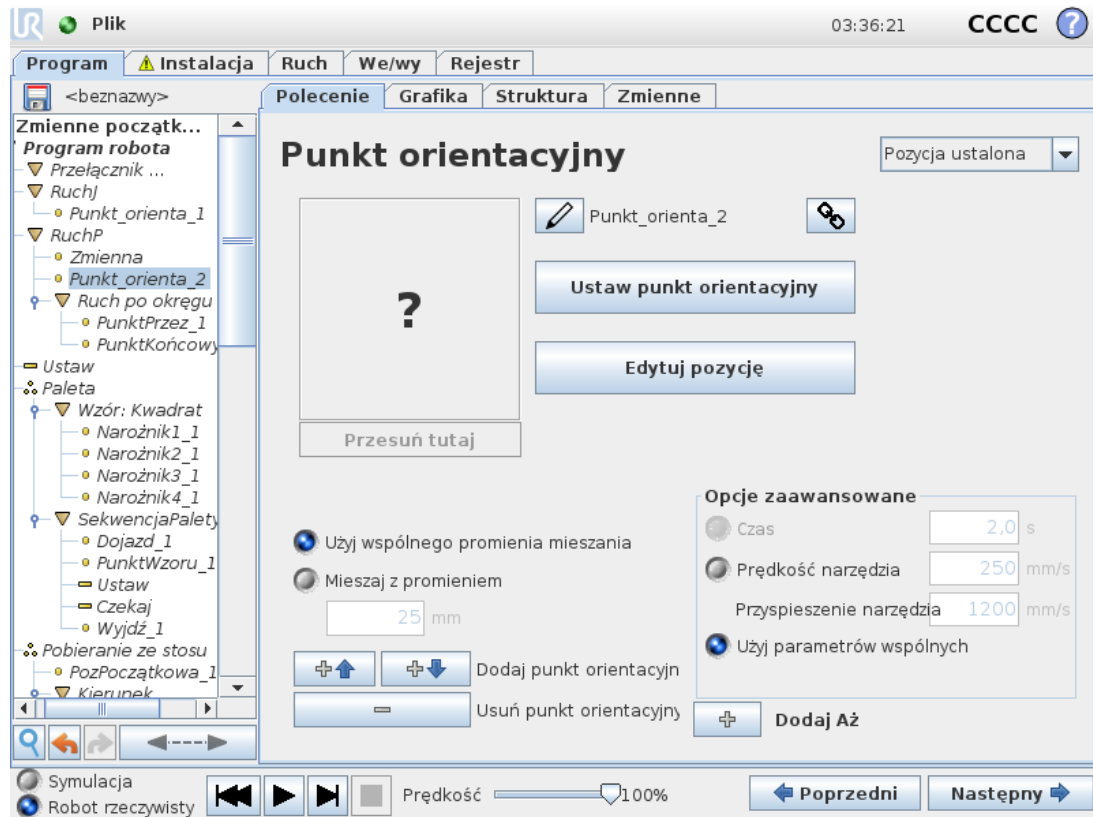 UR Plik 03:36:21 CCCC ?
Program Instalacja Ruch We/wy Rejestr
<beznazwy> Polecenie Grafika Struktura Zmienne
Zmienne początk...
Program robota
Przełącznik ...
RuchJ
Punkt_orienta_1
RuchP
Zmienna
Punkt_orienta_2
Ruch po okręgu
PunktPrzez_1
PunktKońcowy
Ustaw
Paleta
Wzór: Kwadrat
Narożnik1_1
Narożnik2_1
Narożnik3_1
Narożnik4_1
SekwencjaPalety
Dojazd_1
PunktWzoru_1
Ustaw
Czekaj
Wyjdź_1
Pobieranie ze stosu
PozPoczątkowa_1
Kierunek
Punkt orientacyjny
Pozycja ustalona
?
Punkt_orienta_2
Ustaw punkt orientacyjny
Edytuj pozycję
Przesuń tutaj
Użyj wspólnego promienia mieszania
Mieszaj z promieniem
25 mm
Dodaj punkt orientacyjn
Usuń punkt orientacyjny
Opcje zaawansowane
Czas 2,0 s
Prędkość narzędzia 250 mm/s
Przyspieszenie narzędzia 1200 mm/s
Użyj parametrów wspólnych
Dodaj Aż
Symulacja
Robot rzeczywisty
Prędkość 100%
Poprzedni Następny